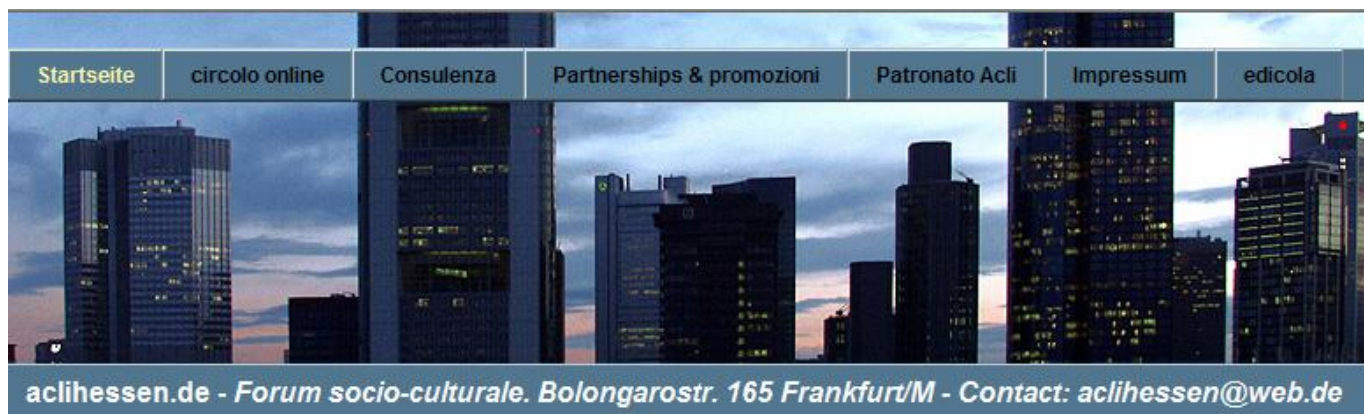 Startseite circolo online Consulenza Partnerships & promozioni Patronato Acli Impressum edicola
aclihessen.de - Forum socio-culturale. Bolongarostr. 165 Frankfurt/M - Contact: aclihessen@web.de